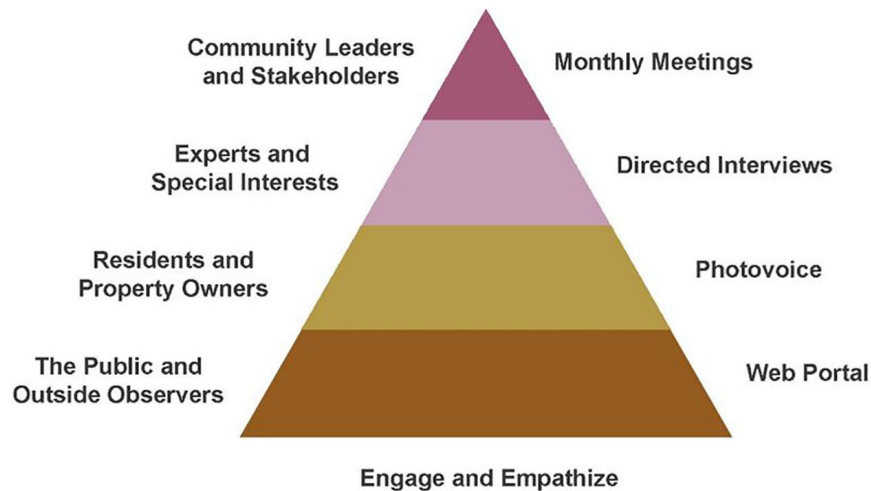 Community Leaders
and Stakeholders
Monthly Meetings
Experts and
Special Interests
Directed Interviews
Residents and
Property Owners
Photovoice
The Public and
Outside Observers
Web Portal
Engage and Empathize